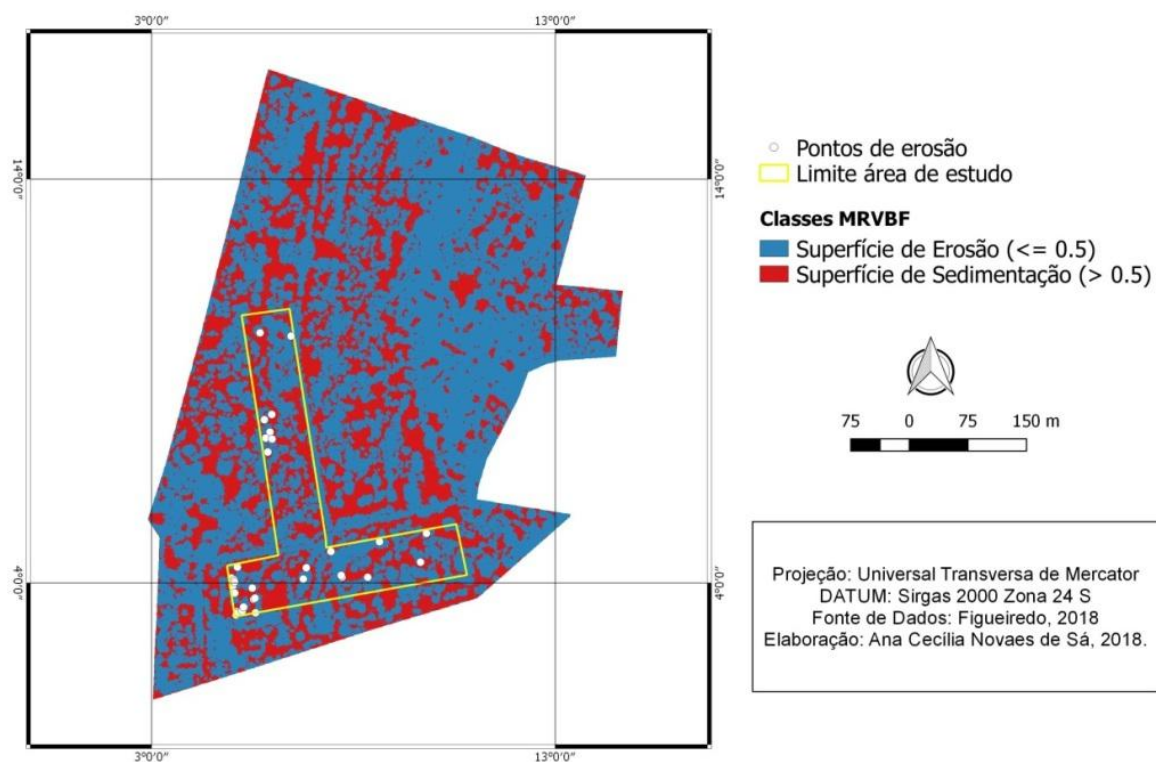 3°0'0"
13°0'0"
14°0'0"
14°0'0"
4°0'0"
4°0'0"
3°0'0"
13°0'0"
Pontos de erosão
Limite área de estudo
Classes MRVBF
Superfície de Erosão (<= 0.5)
Superfície de Sedimentação (> 0.5)
75 0 75 150 m
Projeção: Universal Transversa de Mercator
DATUM: Sirgas 2000 Zona 24 S
Fonte de Dados: Figueiredo, 2018
Elaboração: Ana Cecília Novaes de Sá, 2018.